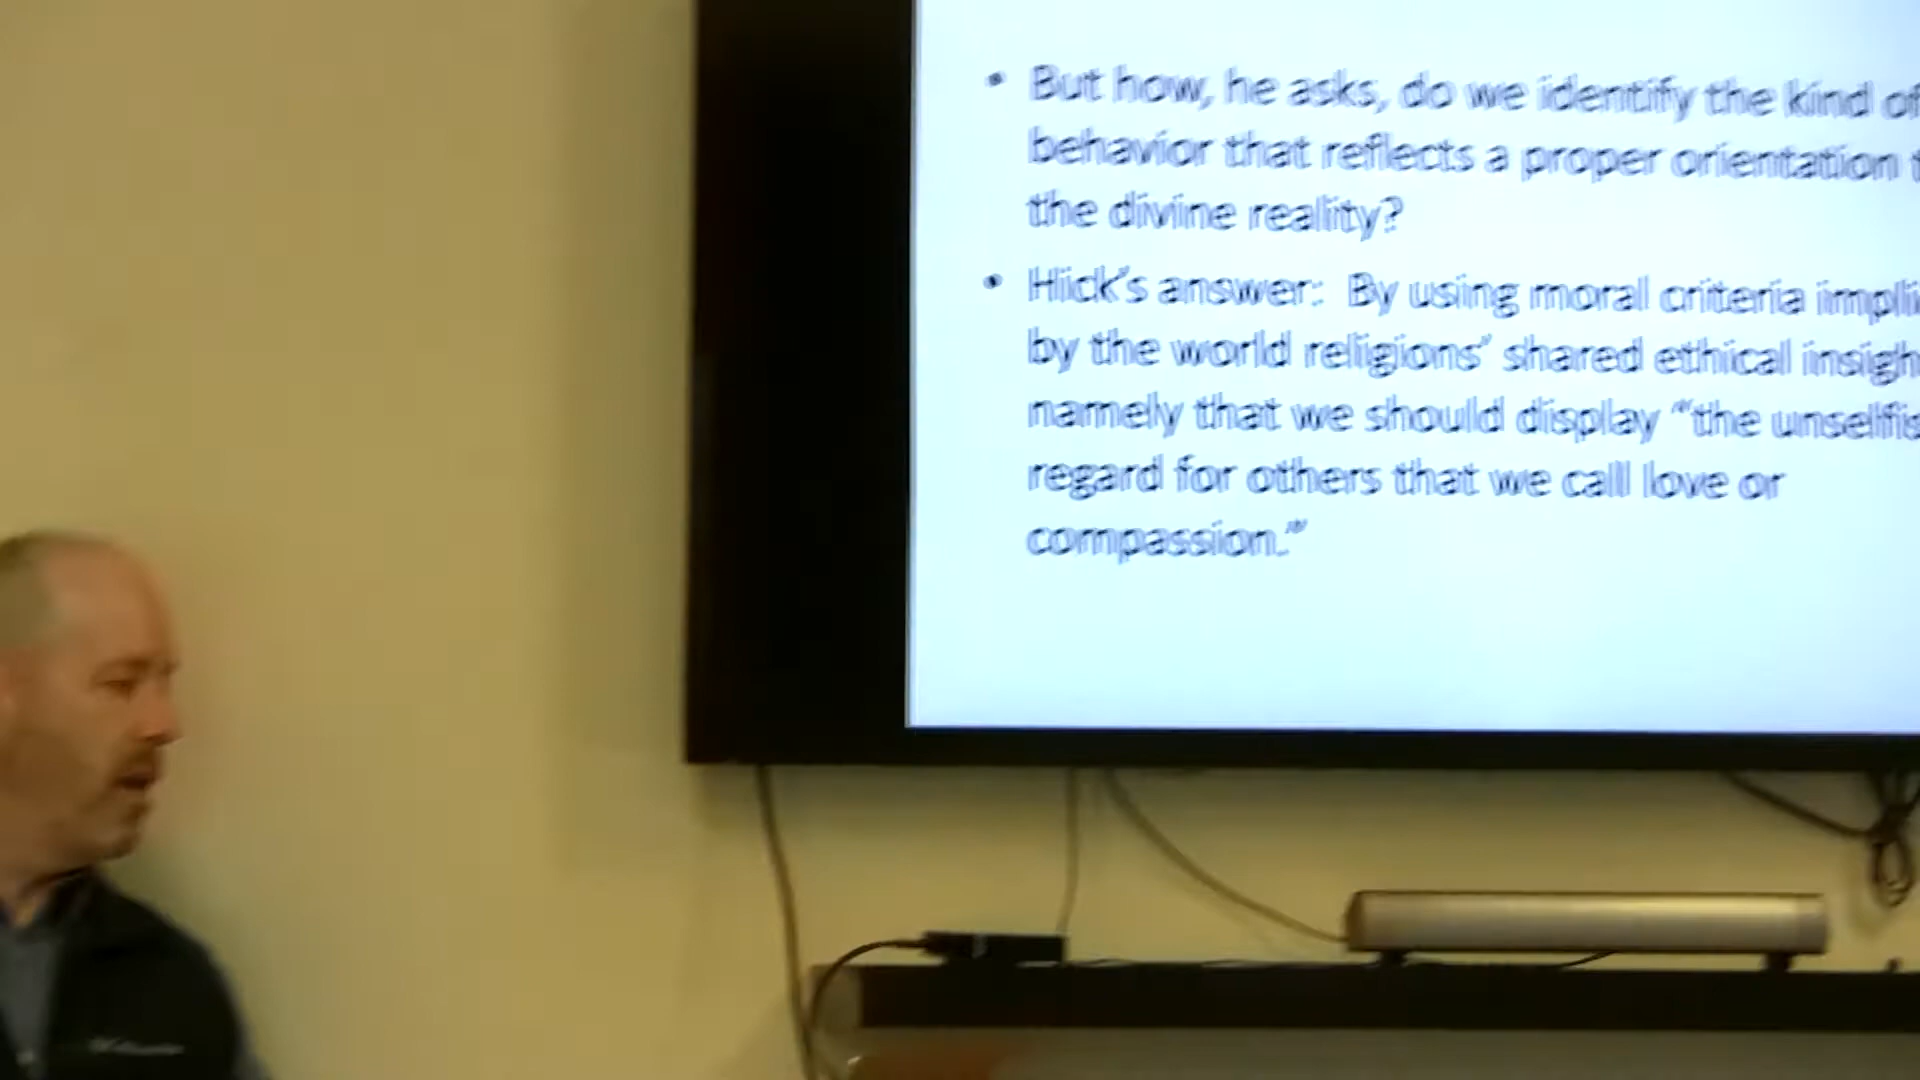 • But how, he asks, do we identify the kind of
behavior that reflects a proper orientation
the divine reality?
• Hick's answer: By using moral criteria
by the world religions' shared ethical
namely that we should display “the
regard for others that we call love or
compassion.”